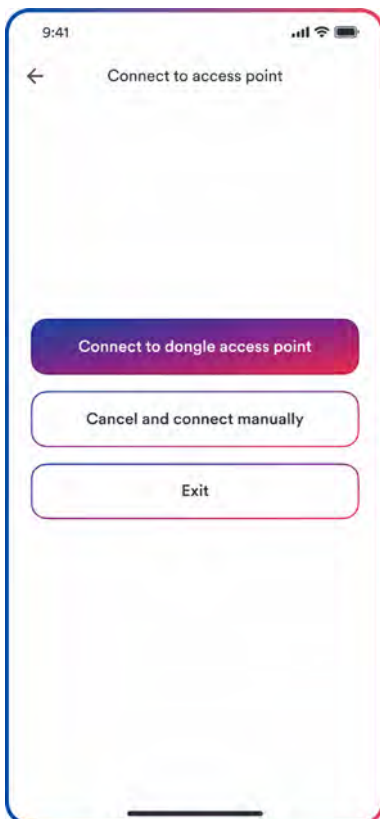 9:41
Connect to access point
Connect to dongle access point
Cancel and connect manually
Exit